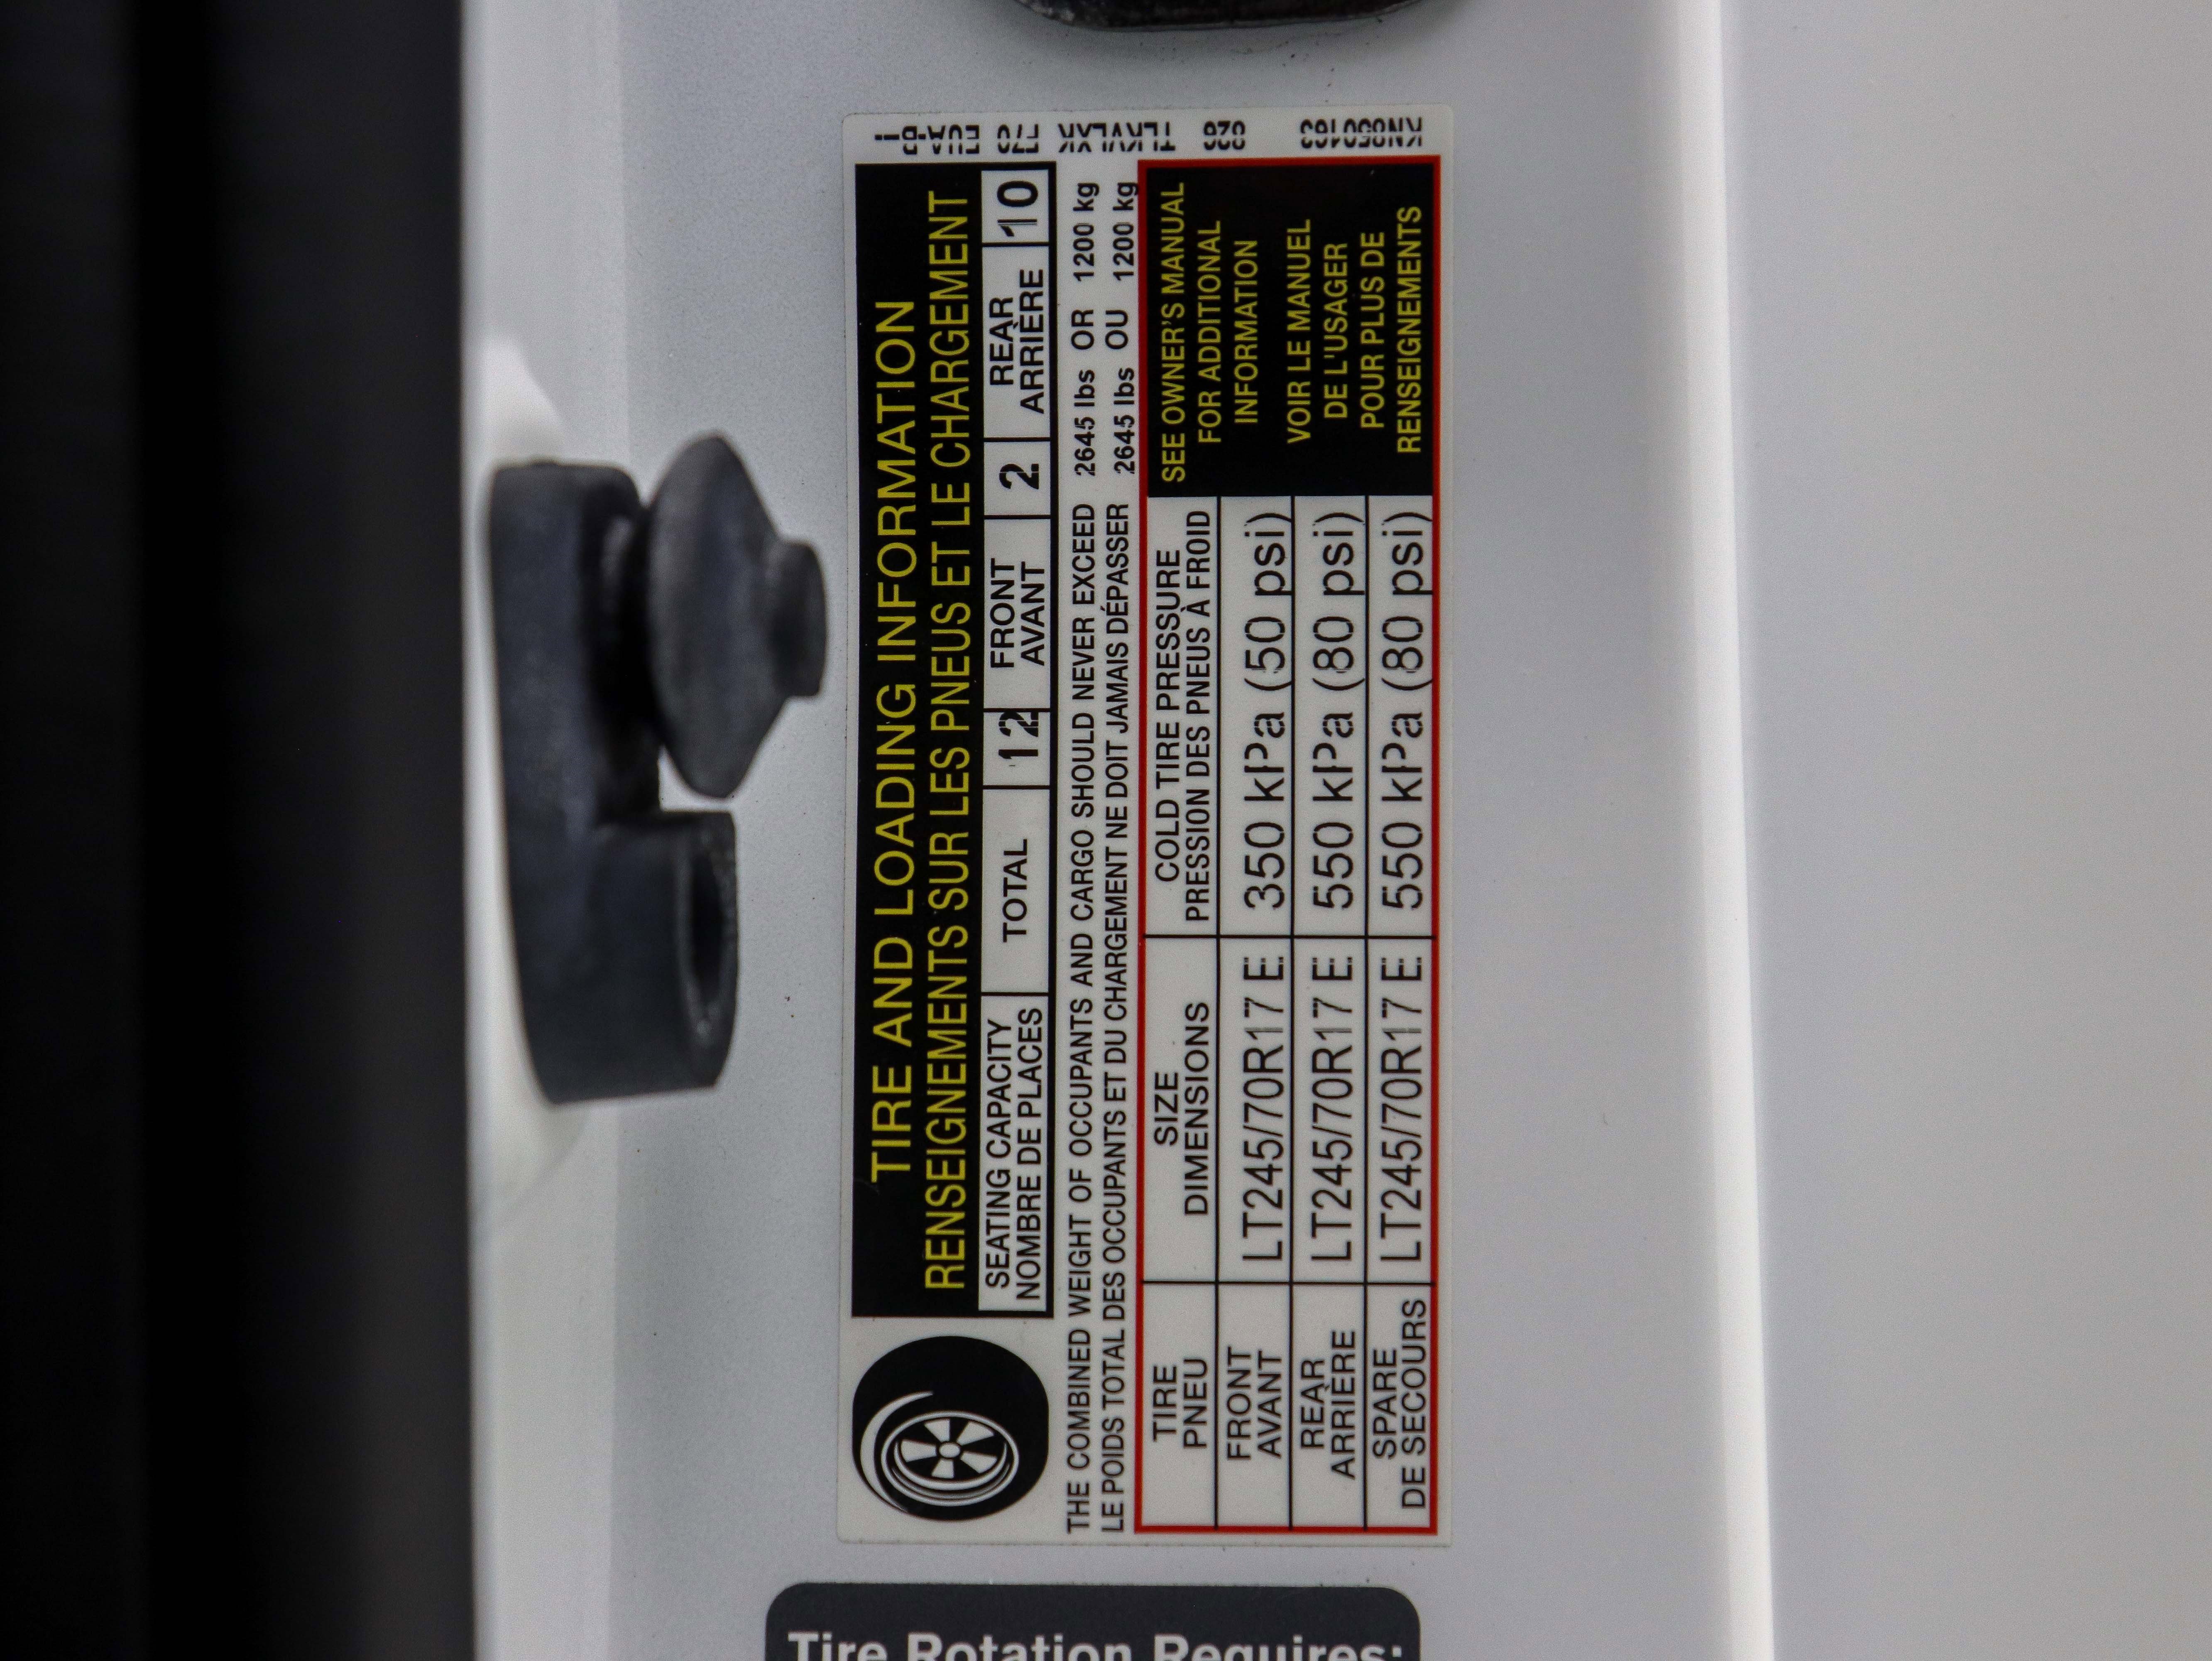 TIRE AND LOADING INFORMATION
RENSEIGNEMENTS SUR LES PNEUS ET LE CHARGEMENT
SEATING CAPACITY TOTAL 12 FRONT 2 REAR 10
NOMBRE DE PLACES AVANT ARRIÈRE
THE COMBINED WEIGHT OF OCCUPANTS AND CARGO SHOULD NEVER EXCEED 2645 lbs OR 1200 kg
LE POIDS TOTAL DES OCCUPANTS ET DU CHARGEMENT NE DOIT JAMAIS DÉPASSER 2645 lbs OU 1200 kg
TIRE SIZE COLD TIRE PRESSURE
PNEU DIMENSIONS PRESSION DES PNEUS À FROID
FRONT LT245/70R17 E 350 kPa (50 psi)
AVANT
REAR LT245/70R17 E 550 kPa (80 psi)
ARRIÈRE
SPARE LT245/70R17 E 550 kPa (80 psi)
DE SECOURS
SEE OWNER'S MANUAL
FOR ADDITIONAL
INFORMATION
VOIR LE MANUEL
DE L'USAGER
POUR PLUS DE
RENSEIGNEMENTS
Tire Rotation Requires: